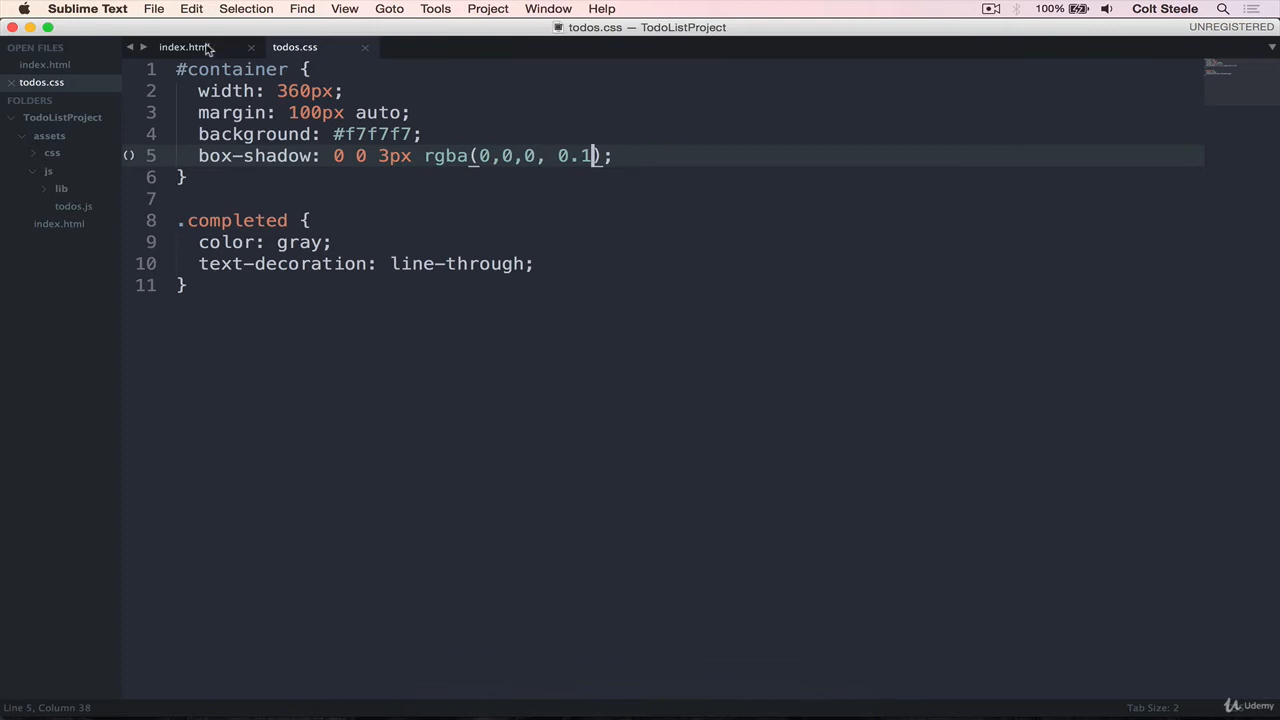 Sublime Text File Edit Selection Find View Goto Tools Project Window Help 100% Colt Steele
todos.css — TodoListProject UNREGISTERED
OPEN FILES
index.html
todos.css
FOLDERS
TodoListProject
assets
css
js
lib
todos.js
index.html
index.html todos.css
1 #container {
2 width: 360px;
3 margin: 100px auto;
4 background: #f7f7f7;
5 box-shadow: 0 0 3px rgba(0,0,0, 0.1);
6 }
7
8 .completed {
9 color: gray;
10 text-decoration: line-through;
11 }
Line 5, Column 38 Tab Size: 2
Udemy